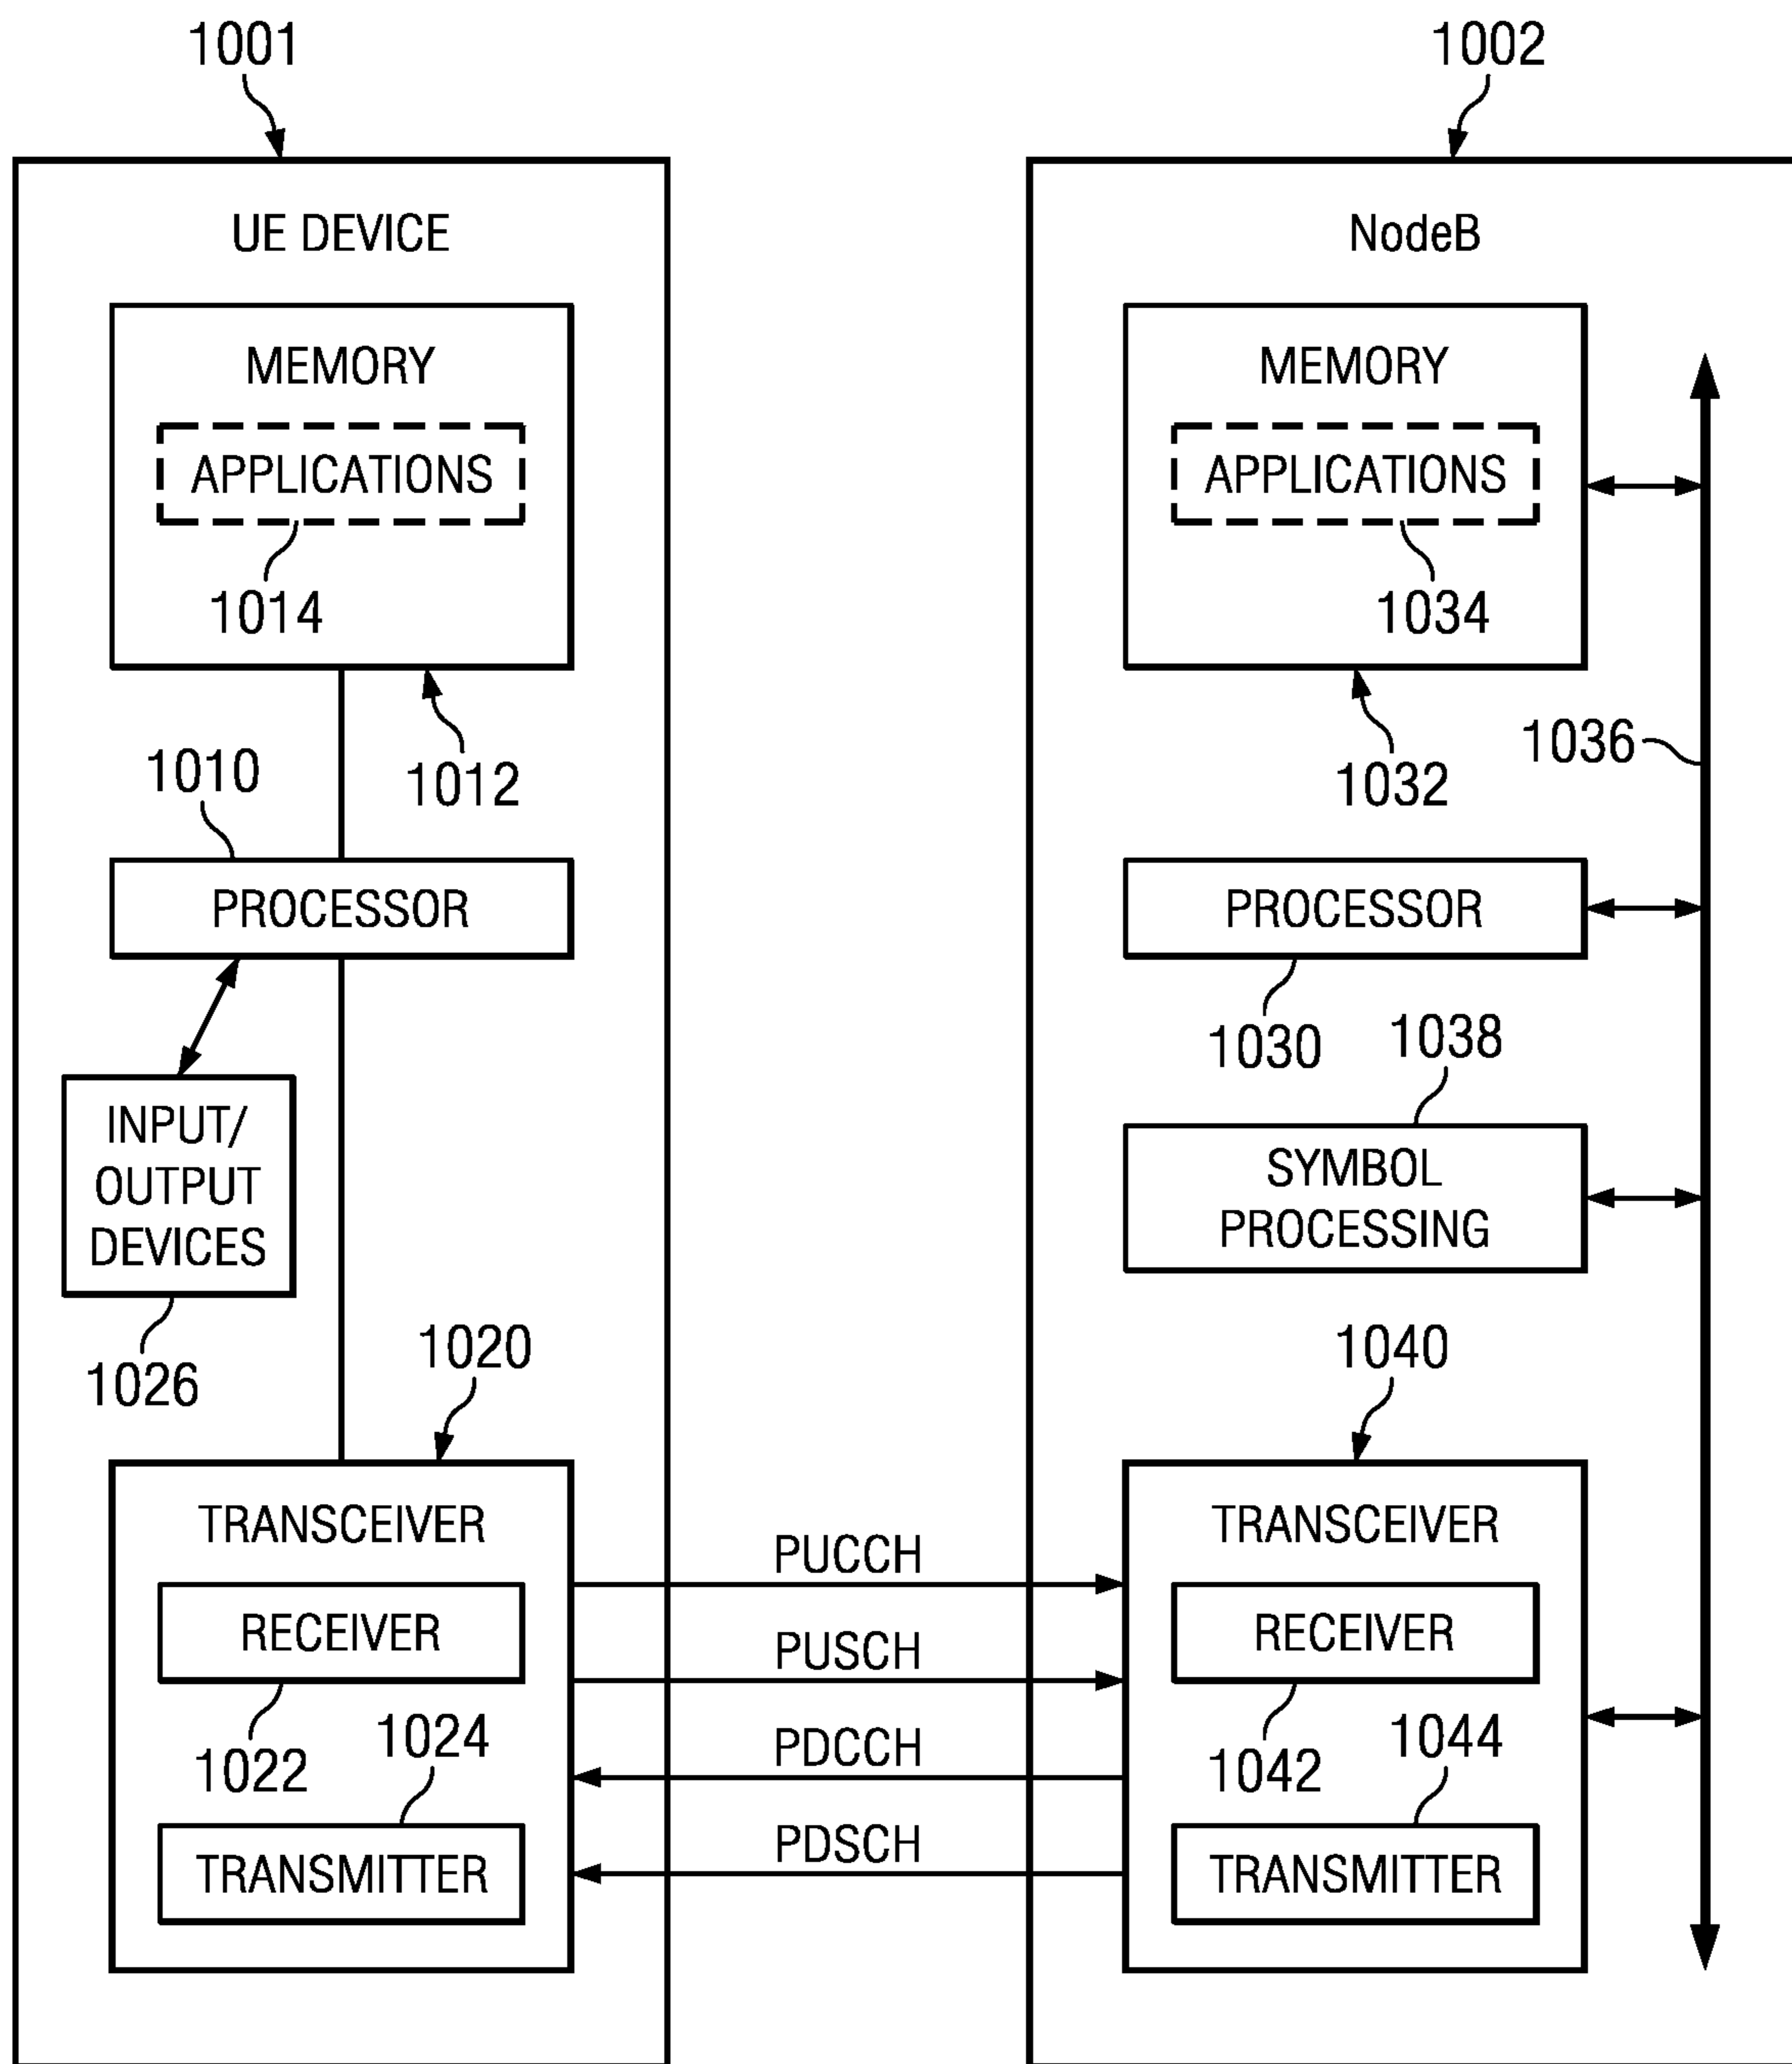 1001
1002
UE DEVICE
NodeB
MEMORY
APPLICATIONS
1014
1012
1010
PROCESSOR
INPUT/
OUTPUT
DEVICES
1026
1020
TRANSCEIVER
RECEIVER
1022
1024
TRANSMITTER
PUCCH
PUSCH
PDCCH
PDSCH
MEMORY
APPLICATIONS
1034
1032
1036
PROCESSOR
1030
1038
SYMBOL
PROCESSING
1040
TRANSCEIVER
RECEIVER
1042
1044
TRANSMITTER